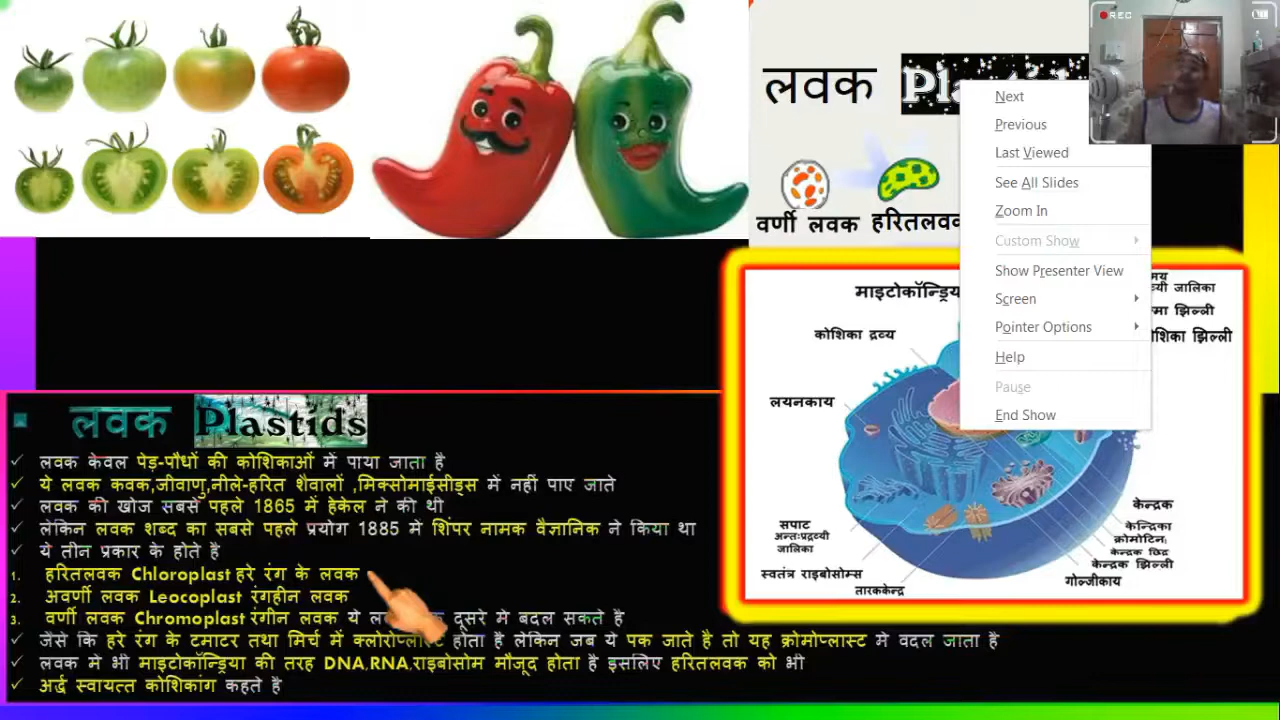 लवक
REC
Next
Previous
Last Viewed
See All Slides
Zoom In
Custom Show
Show Presenter View
Screen
Pointer Options
Help
Pause
End Show
वर्णी लवक हरितलवक
माइटोकॉन्ड्रिया
कोशिका द्रव्य
लयनकाय
जालिका
झिल्ली
झिल्ली
केन्द्रक
केन्द्रिका
क्रोमोटिन
केन्द्रक छिद्र
केन्द्रक झिल्ली
गोल्जीकाय
सपाट
अन्तःप्रद्रव्यी
जालिका
स्वतंत्र राइबोसोम्स
तारककेन्द्र
लवक Plastids
लवक केवल पेड़-पौधों की कोशिकाओं में पाया जाता है
ये लवक कवक,जीवाणु,नीले-हरित शैवालों ,मिक्सोमाईसीड्स में नहीं पाए जाते
लवक की खोज सबसे पहले 1865 में हेकेल ने की थी
लेकिन लवक शब्द का सबसे पहले प्रयोग 1885 में शिंपर नामक वैज्ञानिक ने किया था
ये तीन प्रकार के होते है
1. हरितलवक Chloroplast हरे रंग के लवक
2. अवर्णी लवक Leocoplast रंगहीन लवक
3. वर्णी लवक Chromoplast रंगीन लवक ये दूसरे मे बदल सकते है
जैसे कि हरे रंग के टमाटर तथा मिर्च में क्लोरोप्लास्ट होता है लेकिन जब ये पक जाते है तो यह क्रोमोप्लास्ट मे वदल जाता है
लवक मे भी माइटोकॉन्ड्रिया की तरह DNA,RNA,राइबोसोम मौजूद होता है इसलिए हरितलवक को भी
अर्द्ध स्वायत्त कोशिकांग कहते है